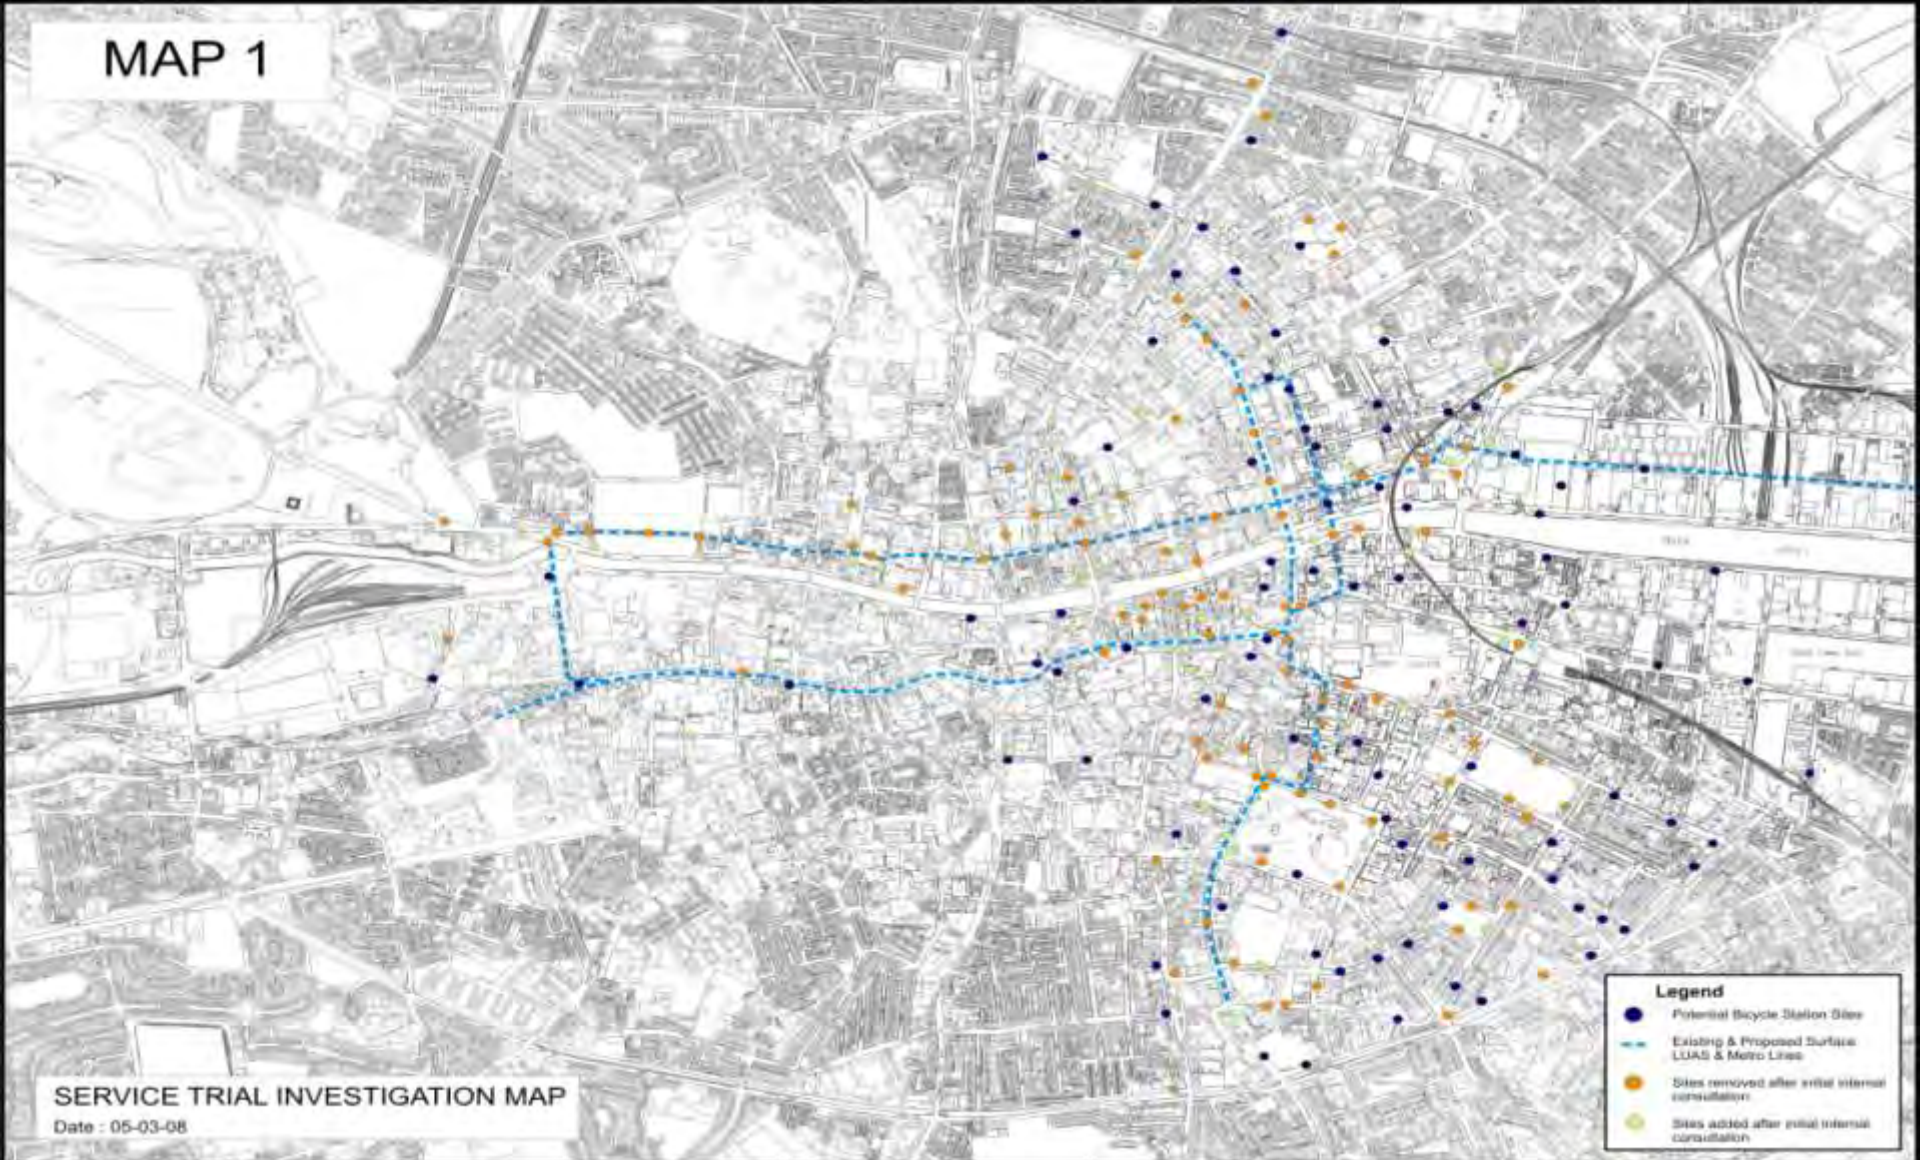 MAP 1
SERVICE TRIAL INVESTIGATION MAP
Date : 05-03-08
Legend
Potential Bicycle Station Sites
Existing & Proposed Surface
LUAS & Metro Lines
Sites removed after initial internal
consultation
Sites added after initial internal
consultation